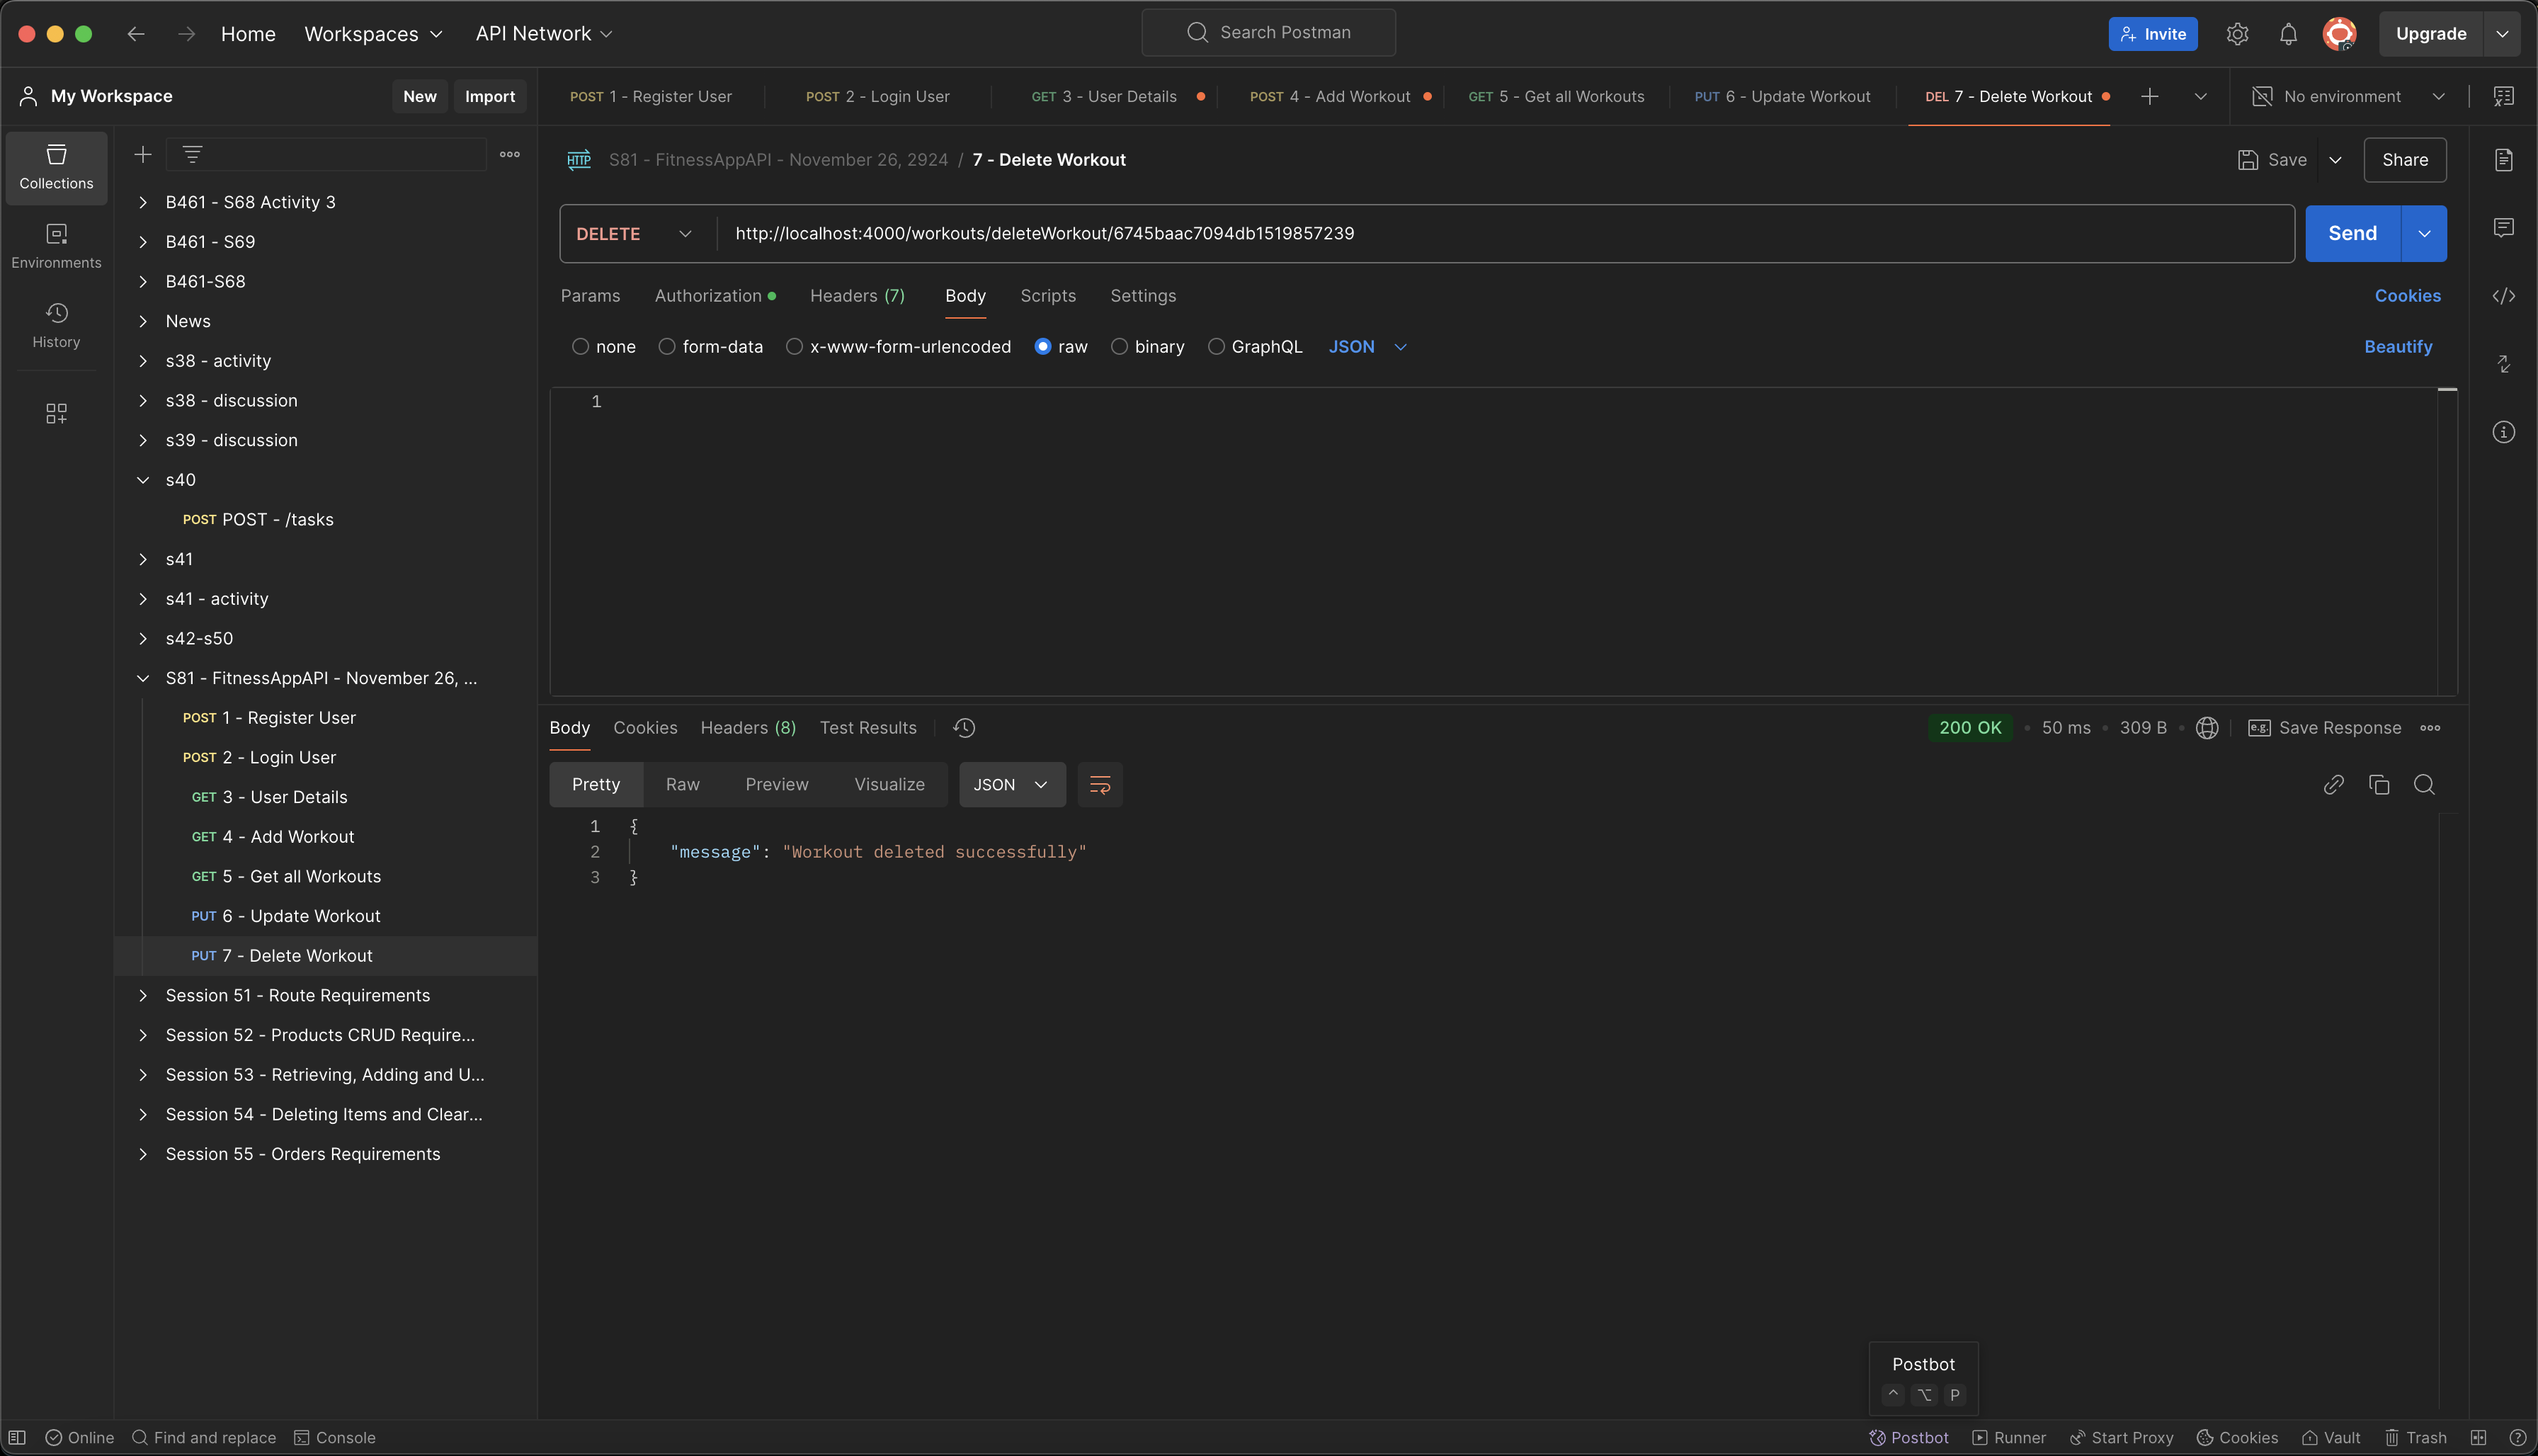 Home Workspaces API Network Search Postman Invite Upgrade
My Workspace New Import
POST 1 - Register User POST 2 - Login User GET 3 - User Details POST 4 - Add Workout GET 5 - Get all Workouts PUT 6 - Update Workout DEL 7 - Delete Workout No environment
Collections
Environments
History
B461 - S68 Activity 3
B461 - S69
B461-S68
News
s38 - activity
s38 - discussion
s39 - discussion
s40
POST POST - /tasks
s41
s41 - activity
s42-s50
S81 - FitnessAppAPI - November 26, ...
POST 1 - Register User
POST 2 - Login User
GET 3 - User Details
GET 4 - Add Workout
GET 5 - Get all Workouts
PUT 6 - Update Workout
PUT 7 - Delete Workout
Session 51 - Route Requirements
Session 52 - Products CRUD Require...
Session 53 - Retrieving, Adding and U...
Session 54 - Deleting Items and Clear...
Session 55 - Orders Requirements
HTTP S81 - FitnessAppAPI - November 26, 2924 / 7 - Delete Workout Save Share
DELETE http://localhost:4000/workouts/deleteWorkout/6745baac7094db1519857239 Send
Params Authorization Headers (7) Body Scripts Settings Cookies
none form-data x-www-form-urlencoded raw binary GraphQL JSON Beautify
1
Body Cookies Headers (8) Test Results 200 OK 50 ms 309 B e.g. Save Response
Pretty Raw Preview Visualize JSON
1 {
2 "message": "Workout deleted successfully"
3 }
Postbot
^ ⌥ P
Online Find and replace Console Postbot Runner Start Proxy Cookies Vault Trash